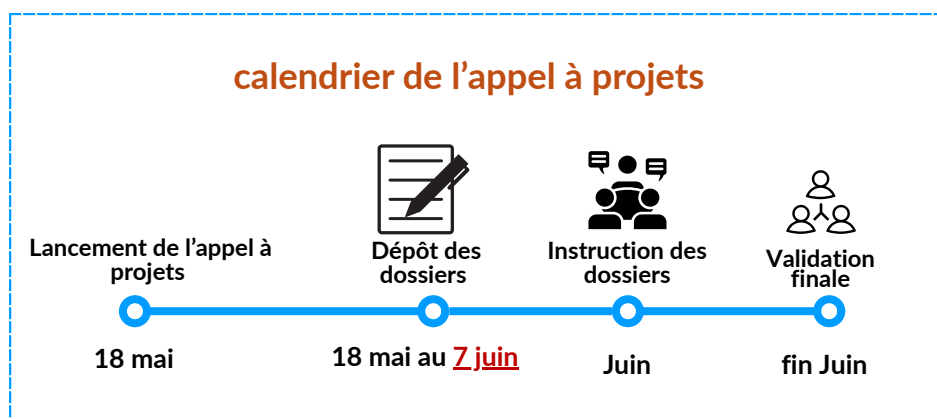 calendrier de l’appel à projets
Lancement de l’appel à
projets
Dépôt des
dossiers
Instruction des
dossiers
Validation
finale
18 mai
18 mai au 7 juin
Juin
fin Juin